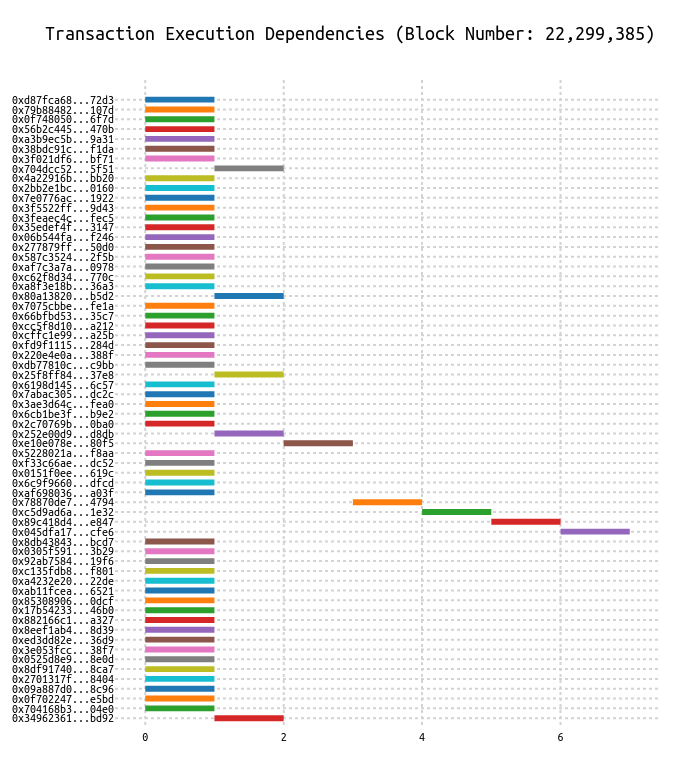 Transaction Execution Dependencies (Block Number: 22,299,385)
0xd87fca68...72d3
0x79b88482...107d
0x0f748050...6f7d
0x56b2c445...470b
0xa3b9ec5b...9a31
0x38bdc91c...f1da
0x3f021df6...bf71
0x704dcc52...5f51
0x4a22916b...bb20
0x2bb2e1bc...0160
0x7e0776ac...1922
0x3f5522ff...9d43
0x3feaec4c...fec5
0x35edef4f...3147
0x06b544fa...f246
0x277879ff...50d0
0x587c3524...2f5b
0xaf7c3a7a...0978
0xc62f8d34...770c
0xa8f3e18b...36a3
0x80a13820...b5d2
0x7075cbbe...fe1a
0x66bfbd53...35c7
0xcc5f8d10...a212
0xcffc1e99...a25b
0xfd9f1115...284d
0x220e4e0a...388f
0xdb77810c...c9bb
0x25f8ff84...37e8
0x6198d145...6c57
0x7abac305...dc2c
0x3ae3d64c...fea0
0x6cb1be3f...b9e2
0x2c70769b...0ba0
0x252e00d9...d8db
0xe10e078e...80f5
0x5228021a...f8aa
0xf33c66ae...dc52
0x0151f0ee...619c
0x6c9f9660...dfcd
0xaf698036...a03f
0x78870de7...4794
0xc5d9ad6a...1e32
0x89c418d4...e847
0x045dfa17...cfe6
0x8db43843...bcd7
0x0305f591...3b29
0x92ab7584...19f6
0xc135fdb8...f801
0xa4232e20...22de
0xab11fcea...6521
0x85308906...0dcf
0x17b54233...46b0
0x882166c1...a327
0x8eef1ab4...8d39
0xed3dd82e...36d9
0x3e053fcc...38f7
0x0525d8e9...8e0d
0x8df91740...8ca7
0x2701317f...8404
0x09a887d0...8c96
0x0f702247...e5bd
0x704168b3...04e0
0x34962361...bd92
0 2 4 6